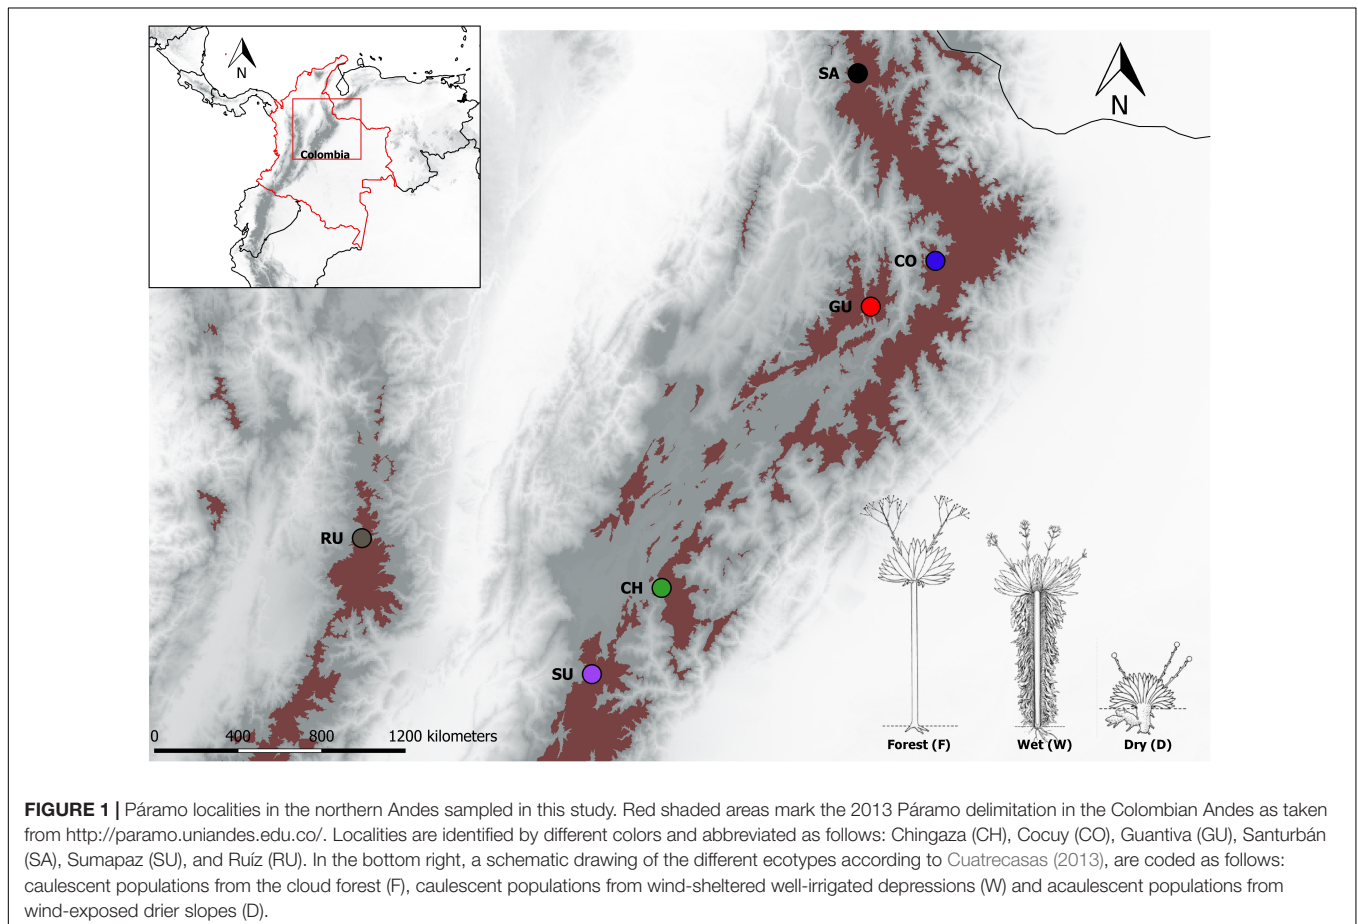 N
Colombia
N
SA
CO
GU
RU
CH
SU
0 400 800 1200 kilometers
Forest (F) Wet (W) Dry (D)
FIGURE 1 | Páramo localities in the northern Andes sampled in this study. Red shaded areas mark the 2013 Páramo delimitation in the Colombian Andes as taken
from http://paramo.uniandes.edu.co/. Localities are identified by different colors and abbreviated as follows: Chingaza (CH), Cocuy (CO), Guantiva (GU), Santurbán
(SA), Sumapaz (SU), and Ruíz (RU). In the bottom right, a schematic drawing of the different ecotypes according to Cuatrecasas (2013), are coded as follows:
caulescent populations from the cloud forest (F), caulescent populations from wind-sheltered well-irrigated depressions (W) and acaulescent populations from
wind-exposed drier slopes (D).